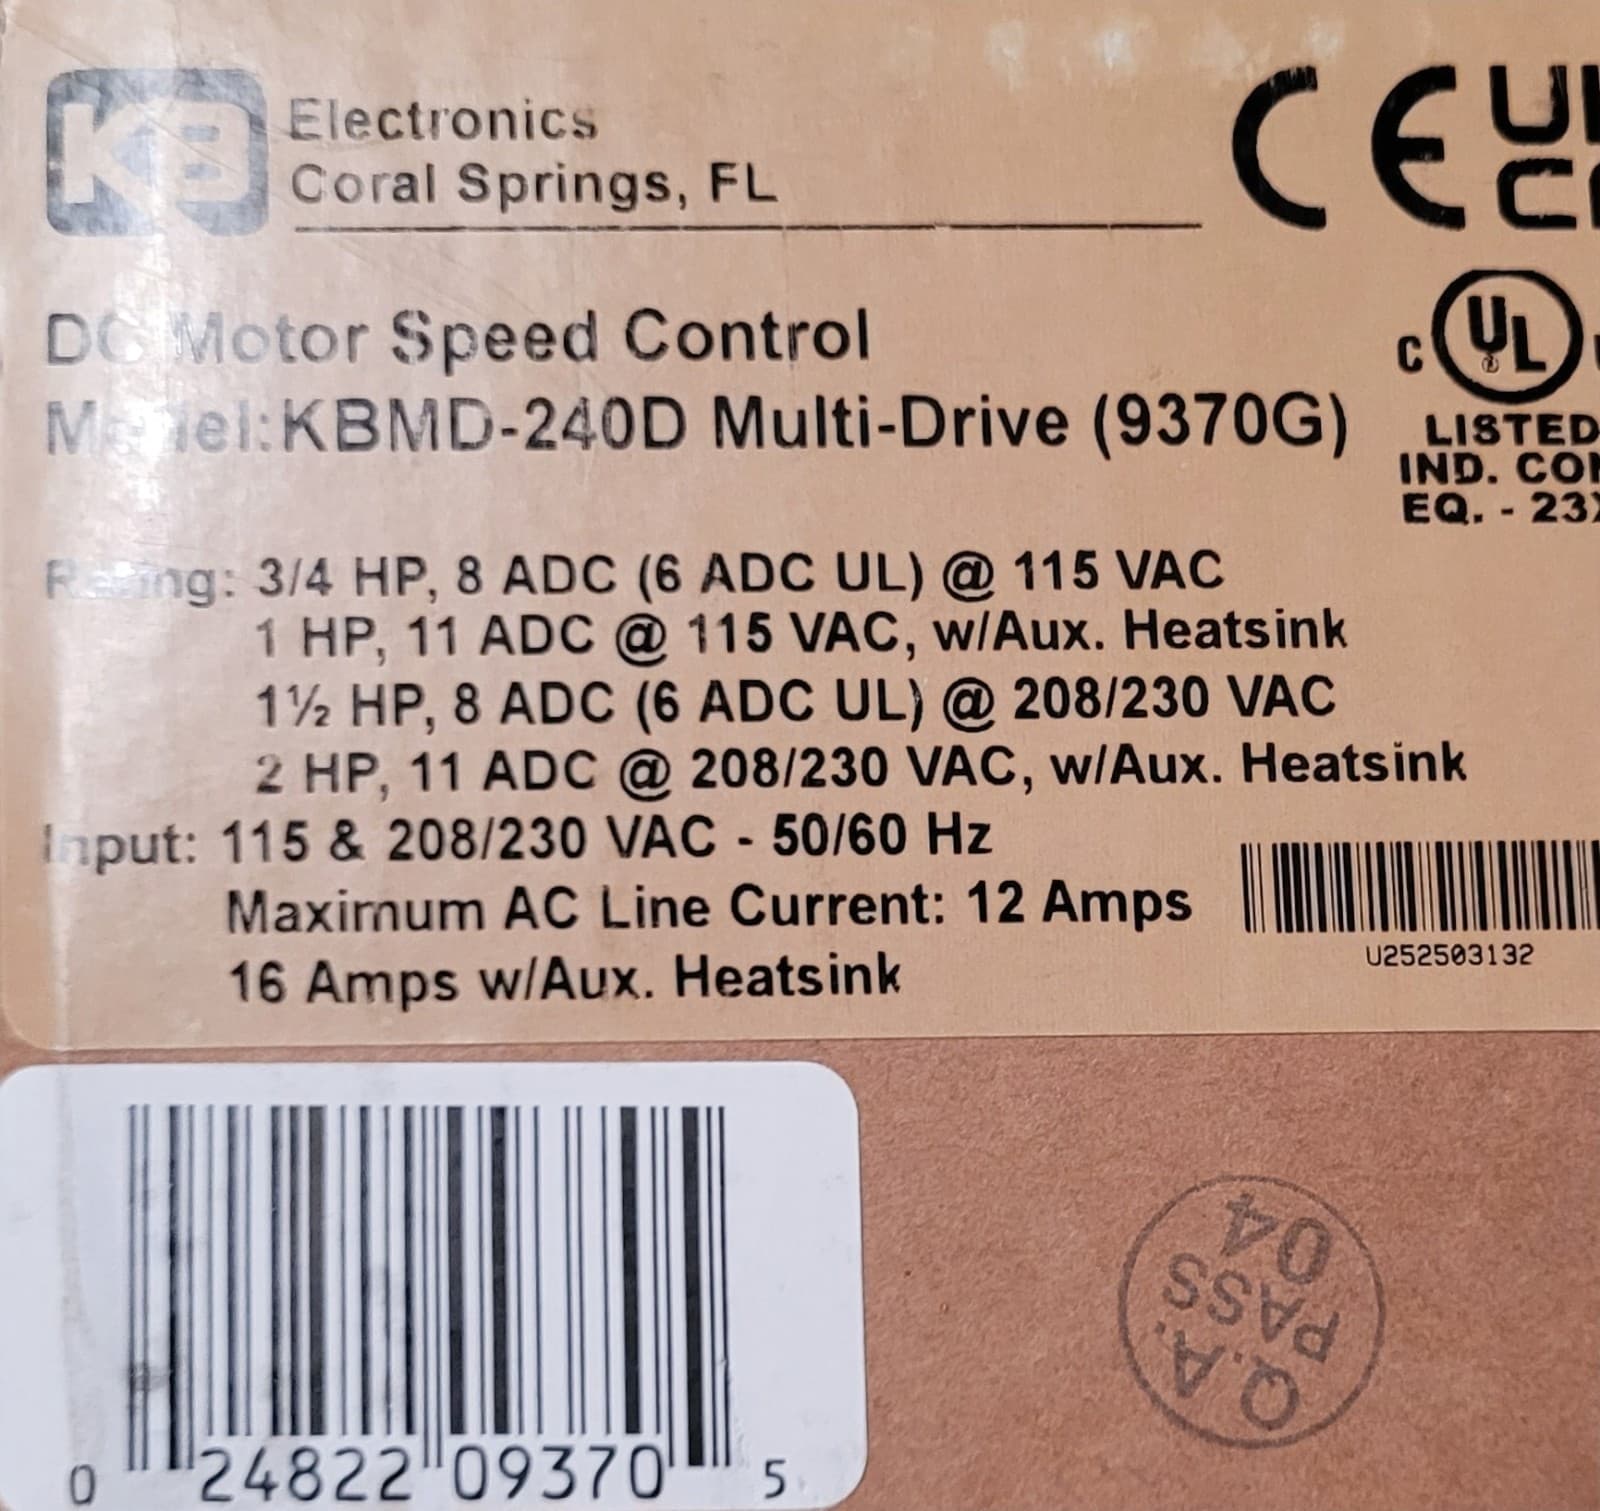 KB Electronics
Coral Springs, FL
CE
DC Motor Speed Control
Model:KBMD-240D Multi-Drive (9370G)
C UL
LISTED
IND.
EQ. - 23
Rating: 3/4 HP, 8 ADC (6 ADC UL) @ 115 VAC
1 HP, 11 ADC @ 115 VAC, w/Aux. Heatsink
1½ HP, 8 ADC (6 ADC UL) @ 208/230 VAC
2 HP, 11 ADC @ 208/230 VAC, w/Aux. Heatsink
Input: 115 & 208/230 VAC - 50/60 Hz
Maximum AC Line Current: 12 Amps
16 Amps w/Aux. Heatsink
U252503132
0 24822 09370 5
Q.A.
PASS
04